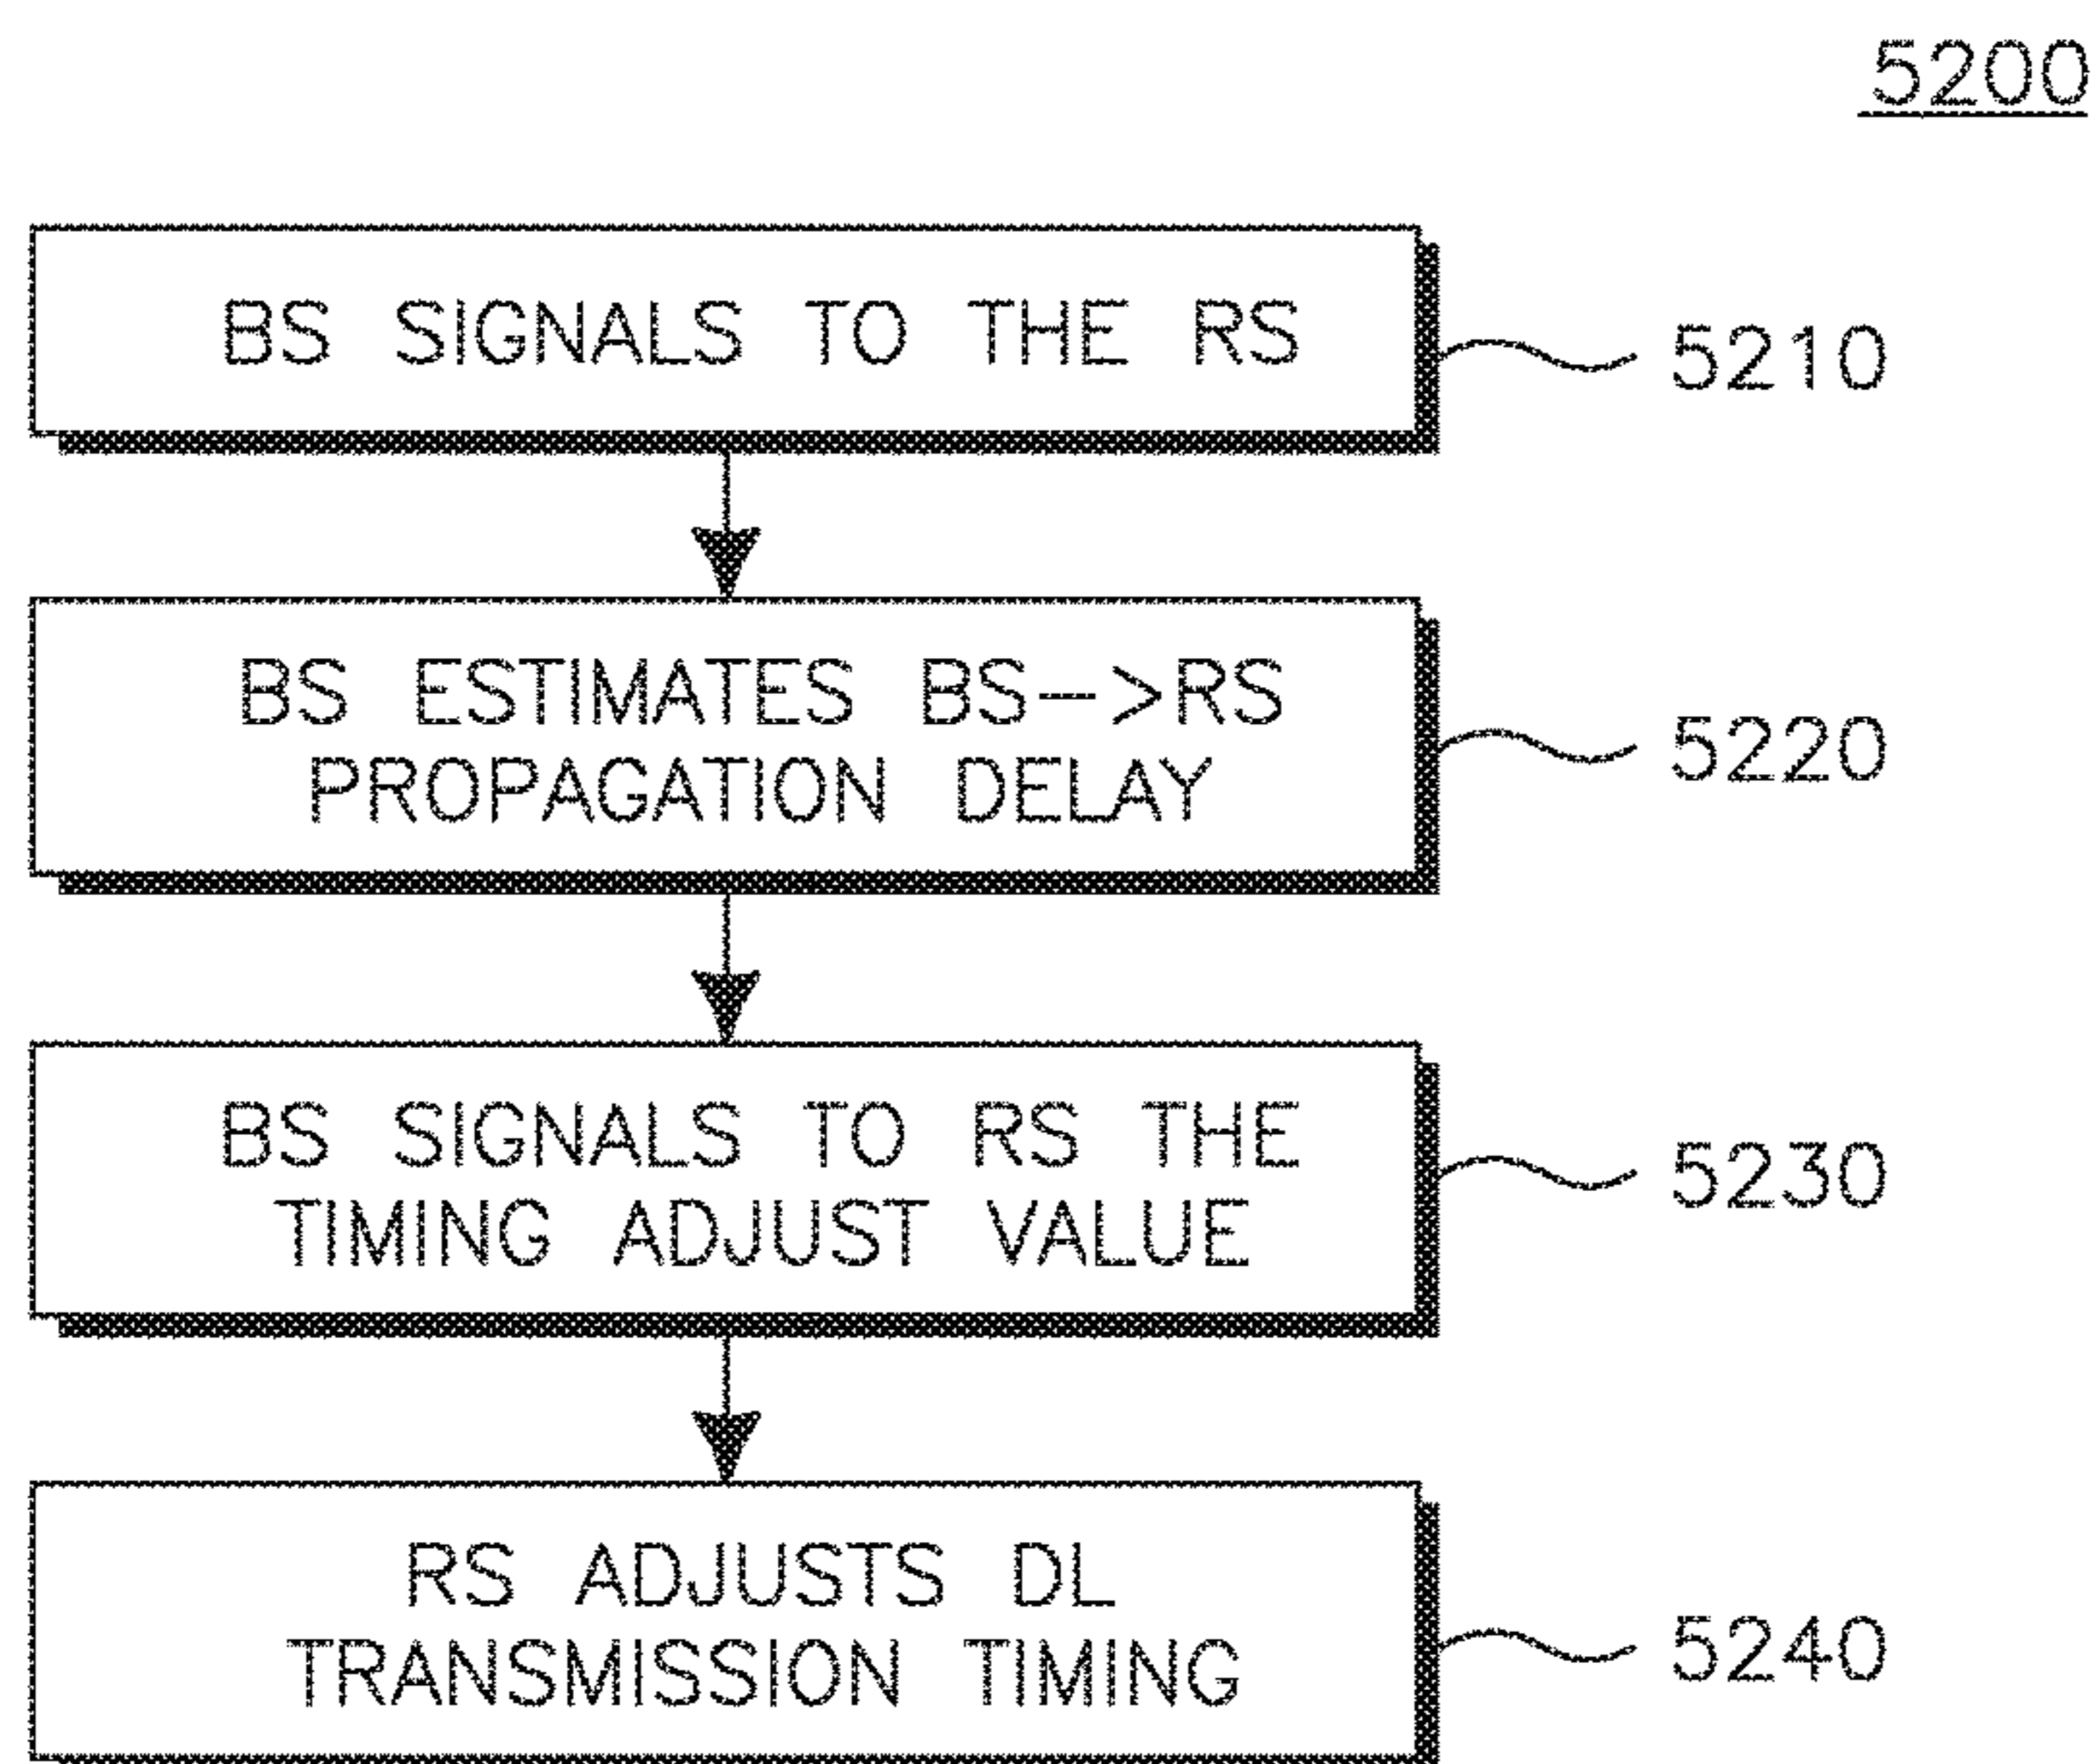 5200
BS SIGNALS TO THE RS
5210
BS ESTIMATES BS->RS
PROPAGATION DELAY
5220
BS SIGNALS TO RS THE
TIMING ADJUST VALUE
5230
RS ADJUSTS DL
TRANSMISSION TIMING
5240